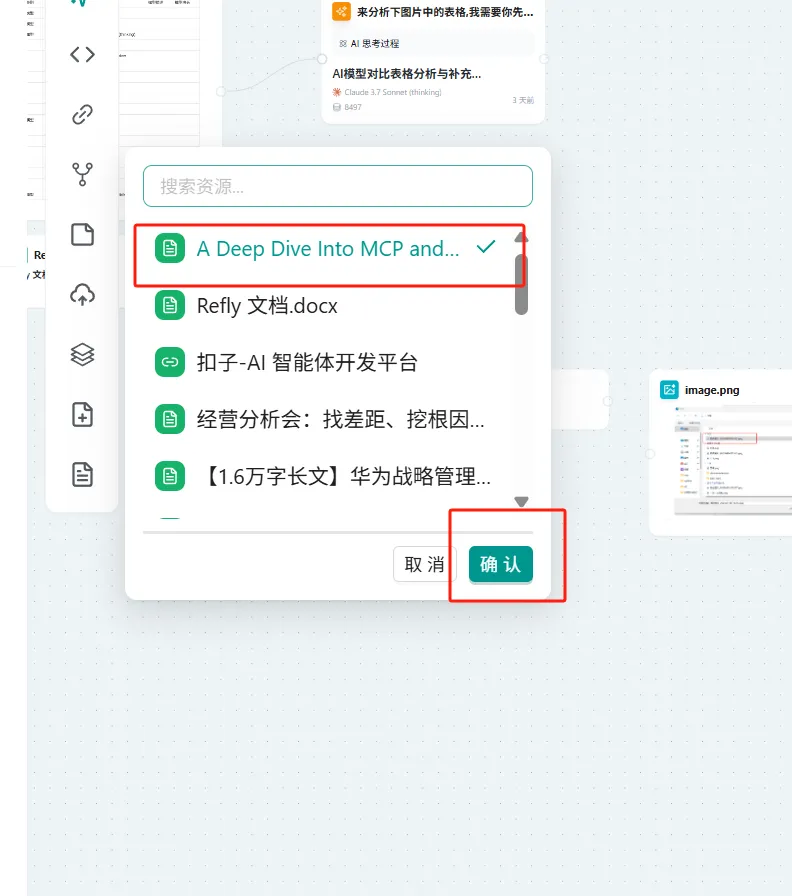 来分析下图片中的表格,我需要你先...
AI 思考过程
AI模型对比表格分析与补充...
Claude 3.7 Sonnet (thinking)
8497
3 天前
搜索资源...
A Deep Dive Into MCP and...
Refly 文档.docx
扣子-AI 智能体开发平台
经营分析会：找差距、挖根因...
【1.6万字长文】华为战略管理...
取 消
确 认
Re
文档
image.png